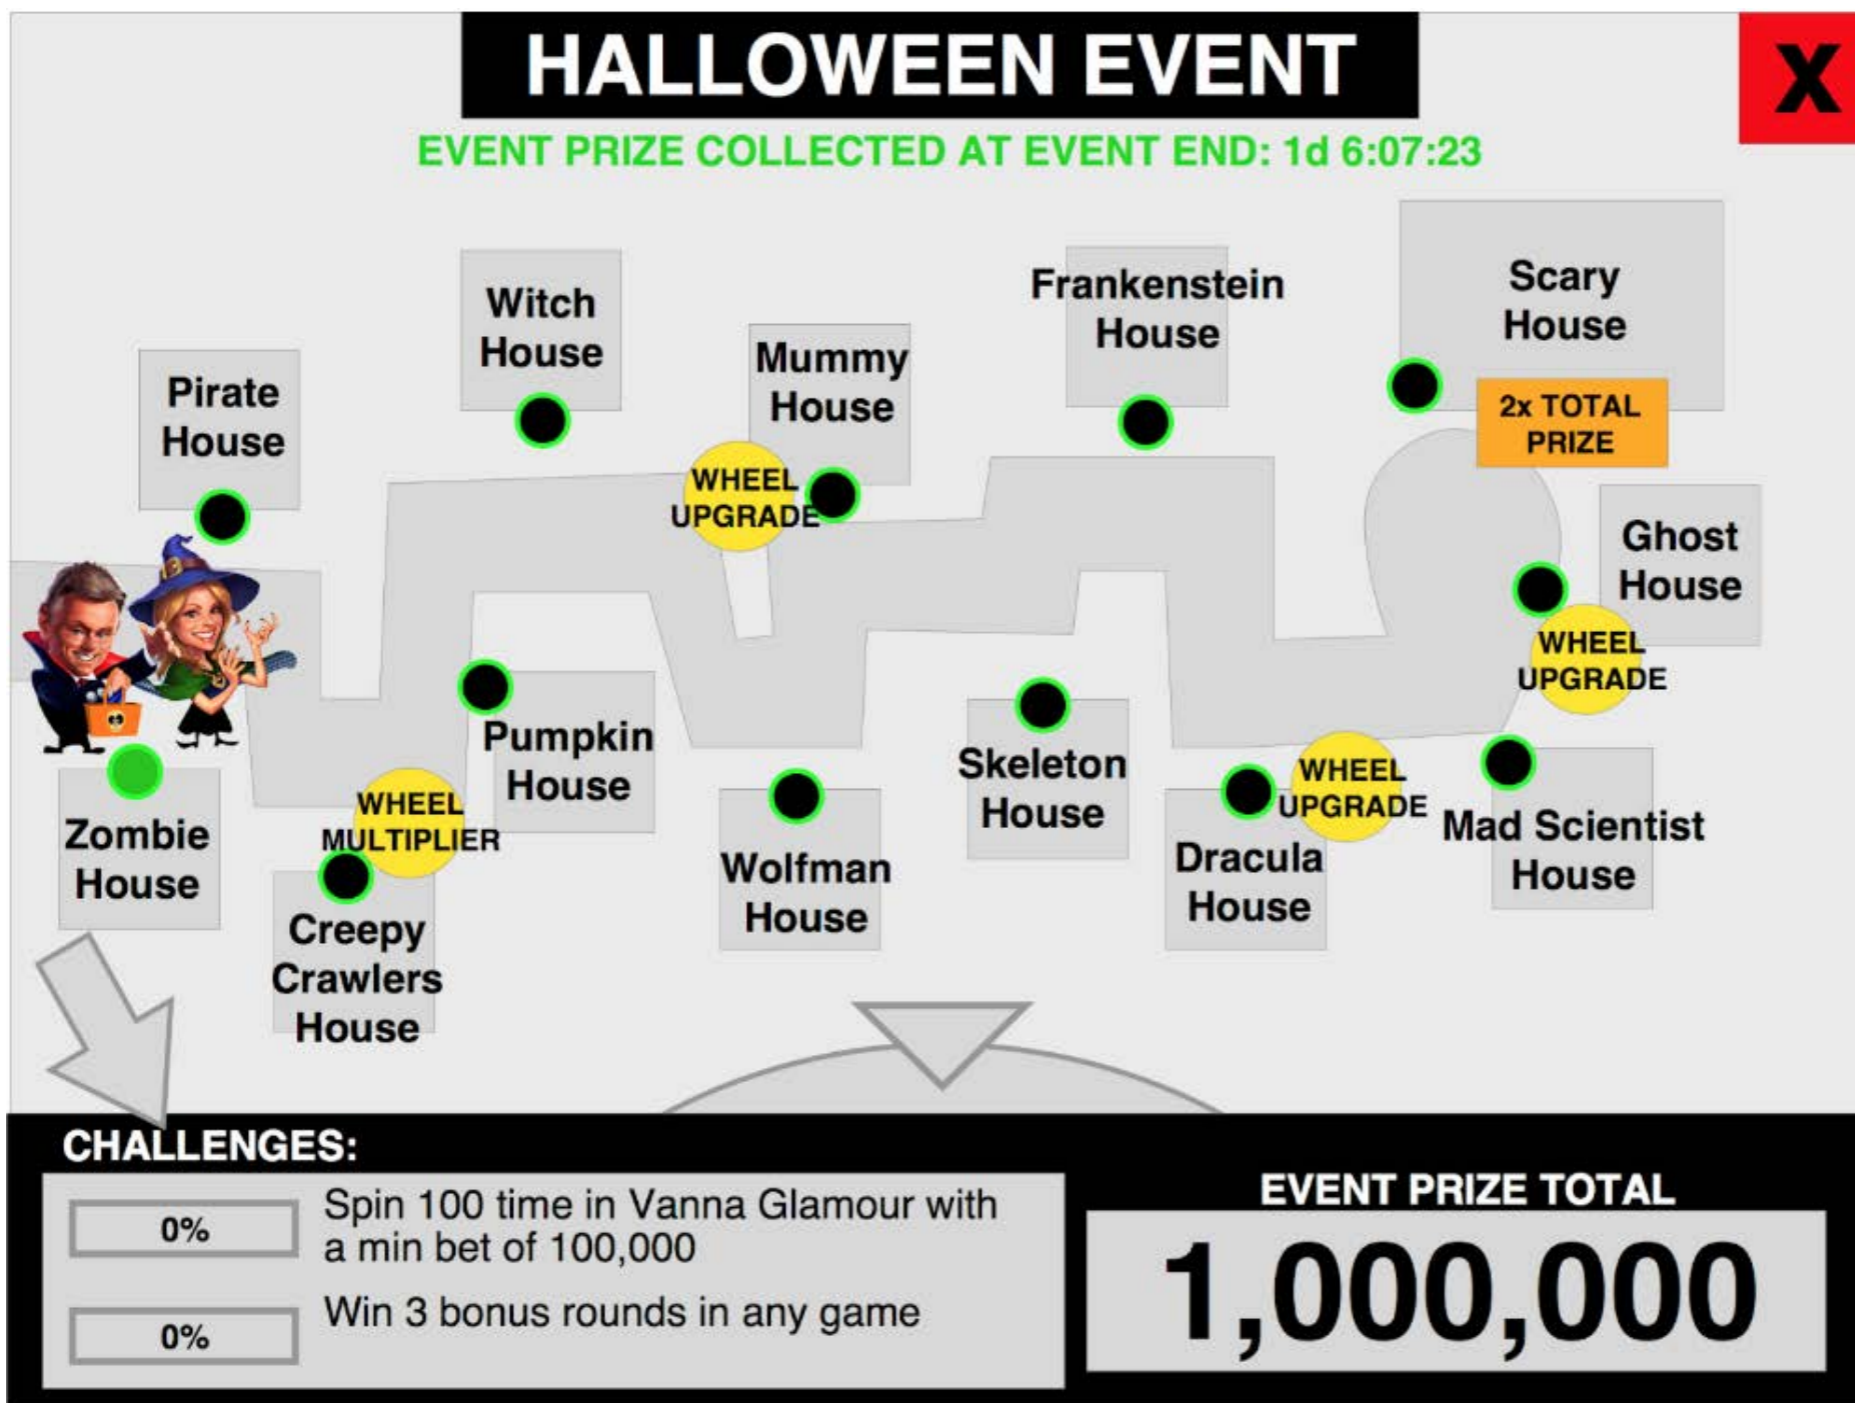 HALLOWEEN EVENT
X
EVENT PRIZE COLLECTED AT EVENT END: 1d 6:07:23
Pirate
House
Witch
House
Mummy
House
Frankenstein
House
Scary
House
2x TOTAL
PRIZE
WHEEL
UPGRADE
Ghost
House
WHEEL
UPGRADE
Zombie
House
WHEEL
MULTIPLIER
Creepy
Crawlers
House
Pumpkin
House
Wolfman
House
Skeleton
House
Dracula
House
WHEEL
UPGRADE
Mad Scientist
House
CHALLENGES:
0%
Spin 100 time in Vanna Glamour with
a min bet of 100,000
0%
Win 3 bonus rounds in any game
EVENT PRIZE TOTAL
1,000,000